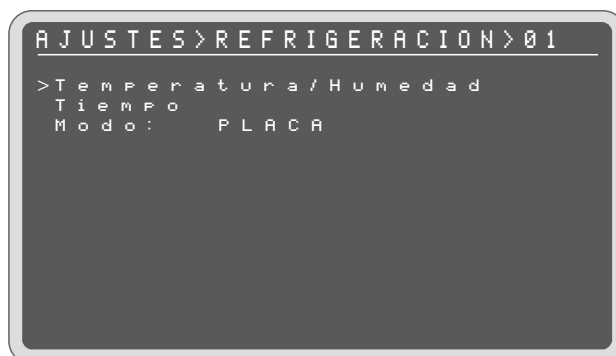 AJUSTES>REFRIGERACION>01
>Temperatura/Humedad
Tiempo
Modo: PLACA